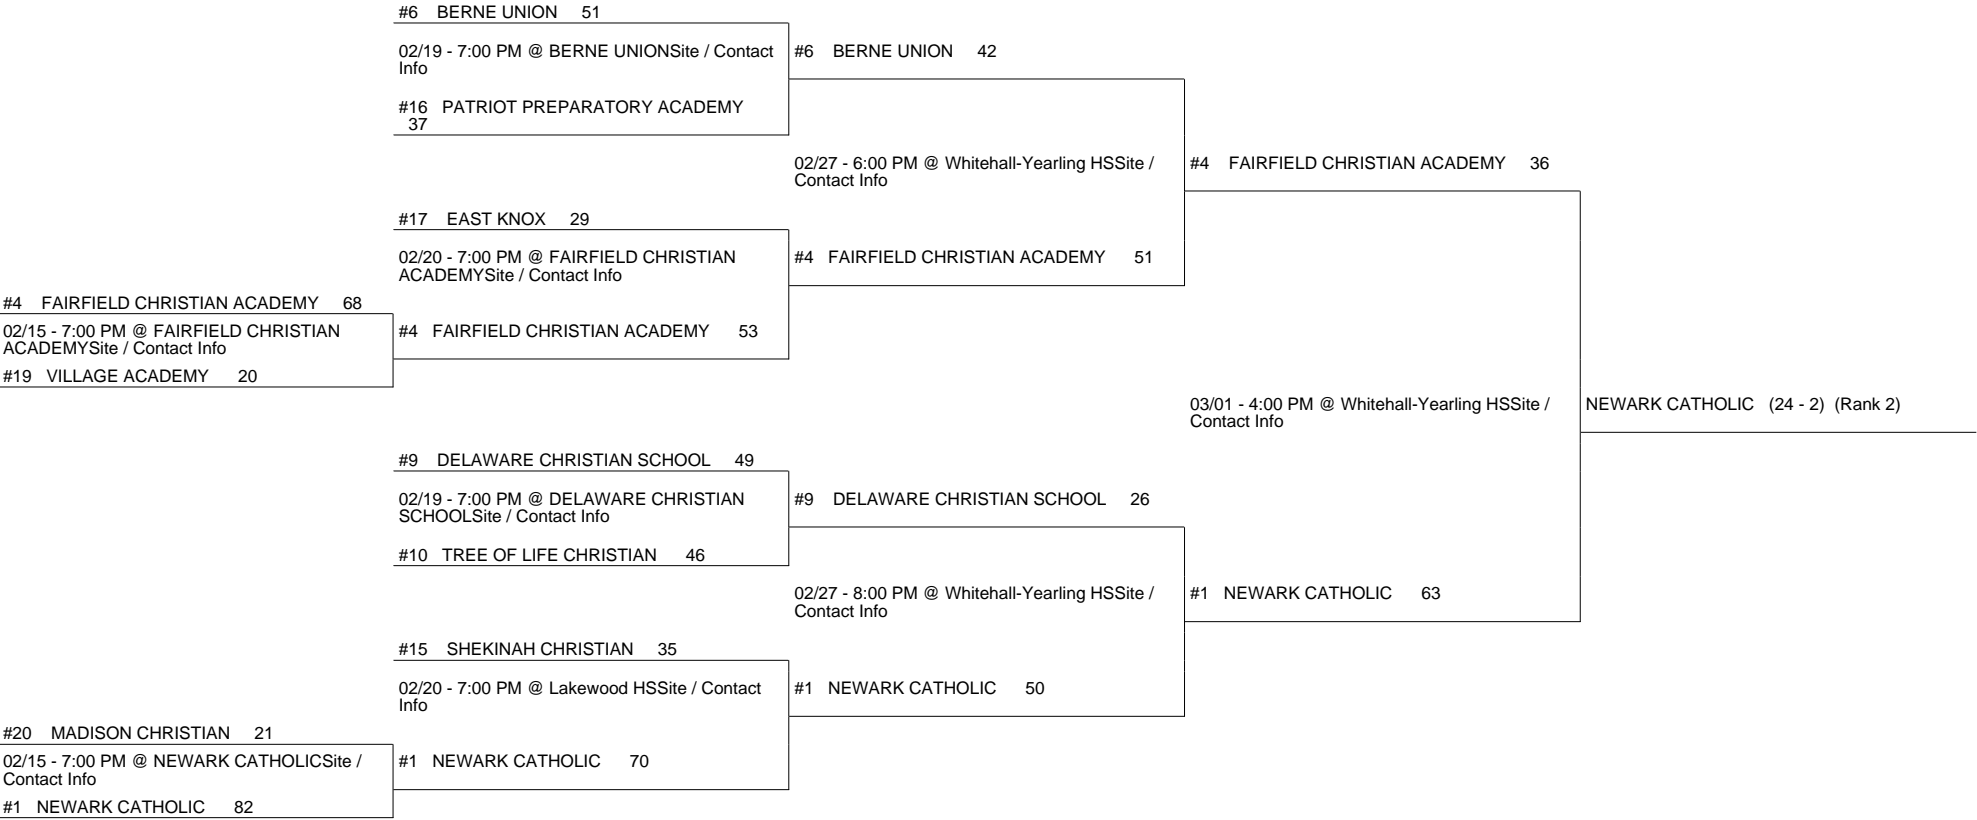 #6 BERNE UNION 51
02/19 - 7:00 PM @ BERNE UNIONSite / Contact
Info
#16 PATRIOT PREPARATORY ACADEMY
37
#6 BERNE UNION 42
02/27 - 6:00 PM @ Whitehall-Yearling HSSite /
Contact Info
#4 FAIRFIELD CHRISTIAN ACADEMY 36
#17 EAST KNOX 29
02/20 - 7:00 PM @ FAIRFIELD CHRISTIAN
ACADEMYSite / Contact Info
#4 FAIRFIELD CHRISTIAN ACADEMY 51
#4 FAIRFIELD CHRISTIAN ACADEMY 68
02/15 - 7:00 PM @ FAIRFIELD CHRISTIAN
ACADEMYSite / Contact Info
#19 VILLAGE ACADEMY 20
#4 FAIRFIELD CHRISTIAN ACADEMY 53
03/01 - 4:00 PM @ Whitehall-Yearling HSSite /
Contact Info
NEWARK CATHOLIC (24 - 2) (Rank 2)
#9 DELAWARE CHRISTIAN SCHOOL 49
02/19 - 7:00 PM @ DELAWARE CHRISTIAN
SCHOOLSite / Contact Info
#10 TREE OF LIFE CHRISTIAN 46
#9 DELAWARE CHRISTIAN SCHOOL 26
02/27 - 8:00 PM @ Whitehall-Yearling HSSite /
Contact Info
#1 NEWARK CATHOLIC 63
#15 SHEKINAH CHRISTIAN 35
02/20 - 7:00 PM @ Lakewood HSSite / Contact
Info
#1 NEWARK CATHOLIC 50
#20 MADISON CHRISTIAN 21
02/15 - 7:00 PM @ NEWARK CATHOLICSite /
Contact Info
#1 NEWARK CATHOLIC 82
#1 NEWARK CATHOLIC 70